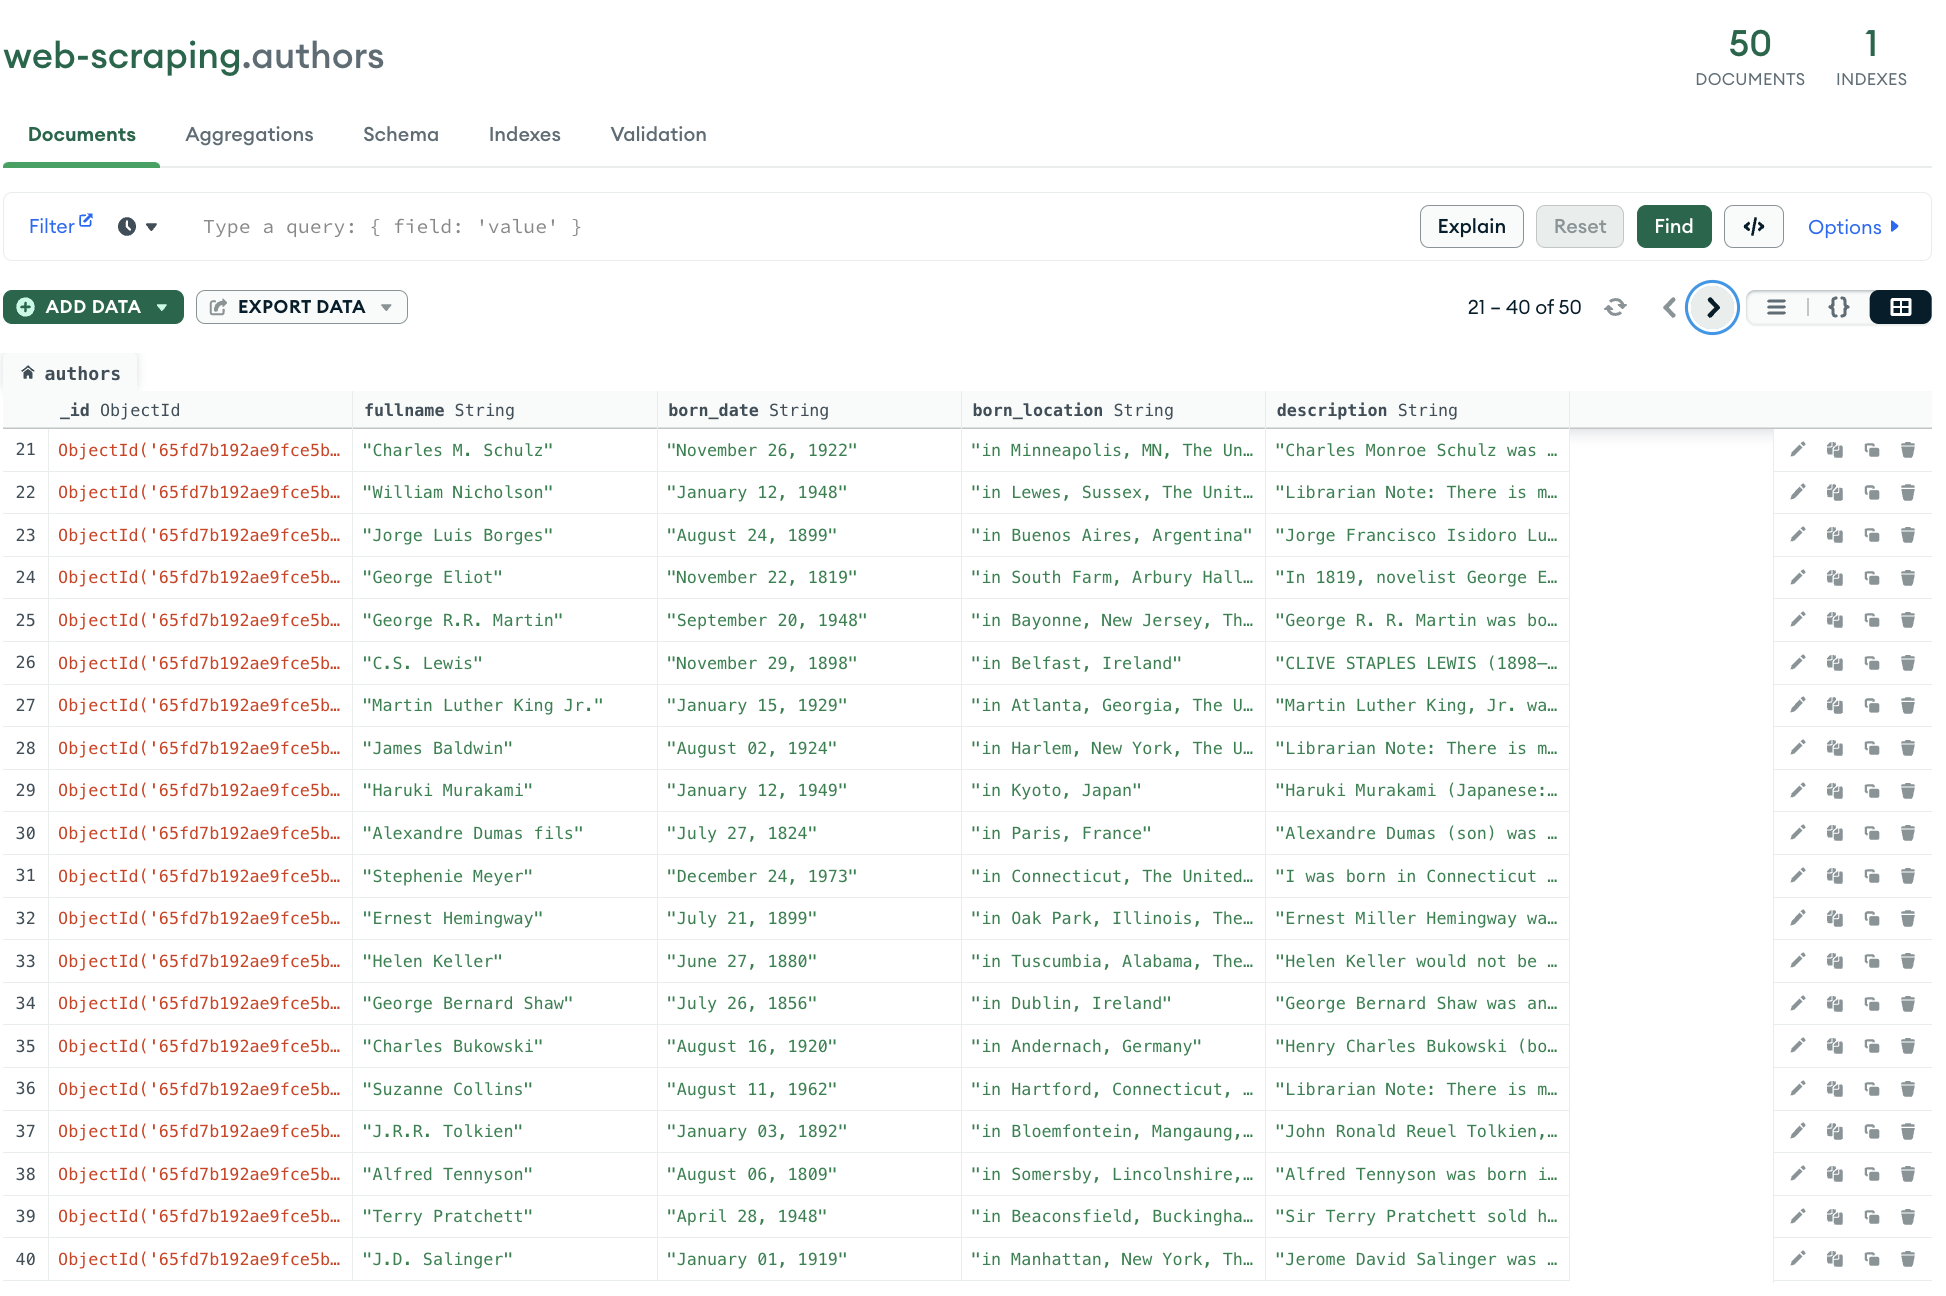 web-scraping.authors
50 1
DOCUMENTS INDEXES
Documents Aggregations Schema Indexes Validation
Filter Type a query: { field: 'value' } Explain Reset Find </> Options
ADD DATA EXPORT DATA 21 – 40 of 50 {}
authors
_id ObjectId fullname String born_date String born_location String description String
21 ObjectId('65fd7b192ae9fce5b… "Charles M. Schulz" "November 26, 1922" "in Minneapolis, MN, The Un… "Charles Monroe Schulz was …
22 ObjectId('65fd7b192ae9fce5b… "William Nicholson" "January 12, 1948" "in Lewes, Sussex, The Unit… "Librarian Note: There is m…
23 ObjectId('65fd7b192ae9fce5b… "Jorge Luis Borges" "August 24, 1899" "in Buenos Aires, Argentina" "Jorge Francisco Isidoro Lu…
24 ObjectId('65fd7b192ae9fce5b… "George Eliot" "November 22, 1819" "in South Farm, Arbury Hall… "In 1819, novelist George E…
25 ObjectId('65fd7b192ae9fce5b… "George R.R. Martin" "September 20, 1948" "in Bayonne, New Jersey, Th… "George R. R. Martin was bo…
26 ObjectId('65fd7b192ae9fce5b… "C.S. Lewis" "November 29, 1898" "in Belfast, Ireland" "CLIVE STAPLES LEWIS (1898–…
27 ObjectId('65fd7b192ae9fce5b… "Martin Luther King Jr." "January 15, 1929" "in Atlanta, Georgia, The U… "Martin Luther King, Jr. wa…
28 ObjectId('65fd7b192ae9fce5b… "James Baldwin" "August 02, 1924" "in Harlem, New York, The U… "Librarian Note: There is m…
29 ObjectId('65fd7b192ae9fce5b… "Haruki Murakami" "January 12, 1949" "in Kyoto, Japan" "Haruki Murakami (Japanese:…
30 ObjectId('65fd7b192ae9fce5b… "Alexandre Dumas fils" "July 27, 1824" "in Paris, France" "Alexandre Dumas (son) was …
31 ObjectId('65fd7b192ae9fce5b… "Stephenie Meyer" "December 24, 1973" "in Connecticut, The United… "I was born in Connecticut …
32 ObjectId('65fd7b192ae9fce5b… "Ernest Hemingway" "July 21, 1899" "in Oak Park, Illinois, The… "Ernest Miller Hemingway wa…
33 ObjectId('65fd7b192ae9fce5b… "Helen Keller" "June 27, 1880" "in Tuscumbia, Alabama, The… "Helen Keller would not be …
34 ObjectId('65fd7b192ae9fce5b… "George Bernard Shaw" "July 26, 1856" "in Dublin, Ireland" "George Bernard Shaw was an…
35 ObjectId('65fd7b192ae9fce5b… "Charles Bukowski" "August 16, 1920" "in Andernach, Germany" "Henry Charles Bukowski (bo…
36 ObjectId('65fd7b192ae9fce5b… "Suzanne Collins" "August 11, 1962" "in Hartford, Connecticut, … "Librarian Note: There is m…
37 ObjectId('65fd7b192ae9fce5b… "J.R.R. Tolkien" "January 03, 1892" "in Bloemfontein, Mangaung,… "John Ronald Reuel Tolkien,…
38 ObjectId('65fd7b192ae9fce5b… "Alfred Tennyson" "August 06, 1809" "in Somersby, Lincolnshire,… "Alfred Tennyson was born i…
39 ObjectId('65fd7b192ae9fce5b… "Terry Pratchett" "April 28, 1948" "in Beaconsfield, Buckingha… "Sir Terry Pratchett sold h…
40 ObjectId('65fd7b192ae9fce5b… "J.D. Salinger" "January 01, 1919" "in Manhattan, New York, Th… "Jerome David Salinger was …